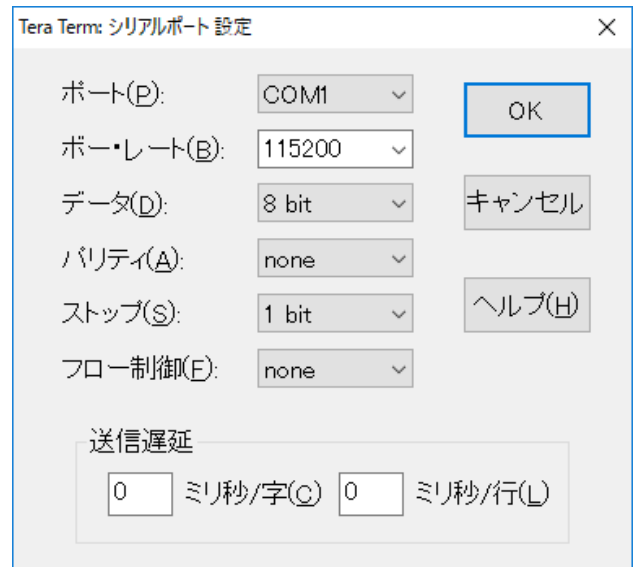 Tera Term: シリアルポート 設定
ポート(P): COM1
OK
ボー・レート(B): 115200
データ(D): 8 bit
キャンセル
パリティ(A): none
ストップ(S): 1 bit
ヘルプ(H)
フロー制御(F): none
送信遅延
0 ミリ秒/字(C) 0 ミリ秒/行(L)